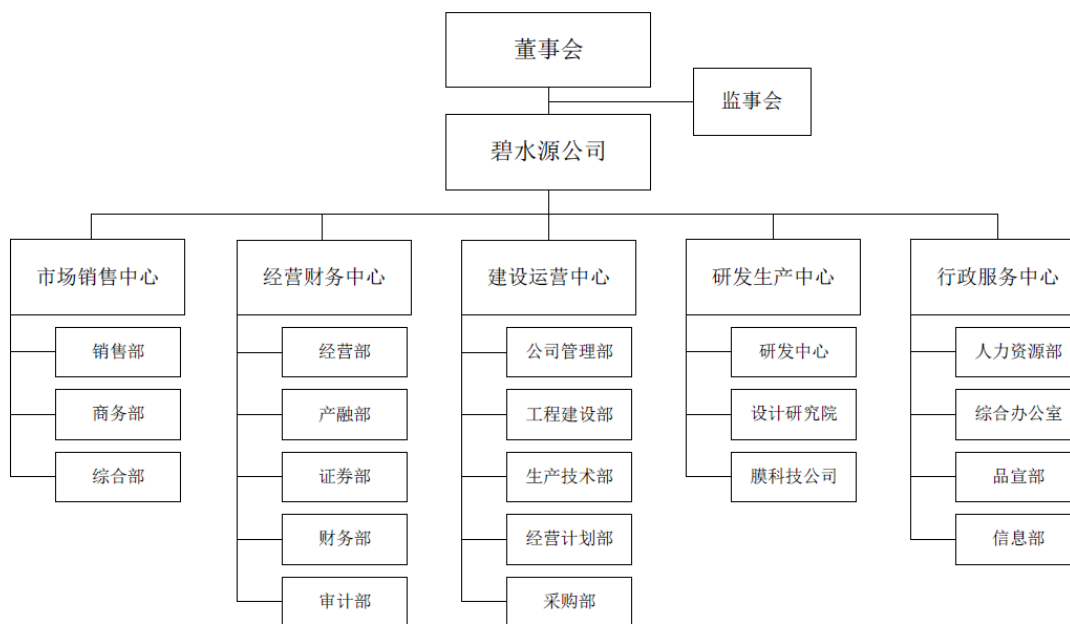 董事会
监事会
碧水源公司
市场销售中心
销售部
商务部
综合部
经营财务中心
经营部
产融部
证券部
财务部
审计部
建设运营中心
公司管理部
工程建设部
生产技术部
经营计划部
采购部
研发生产中心
研发中心
设计研究院
膜科技公司
行政服务中心
人力资源部
综合办公室
品宣部
信息部